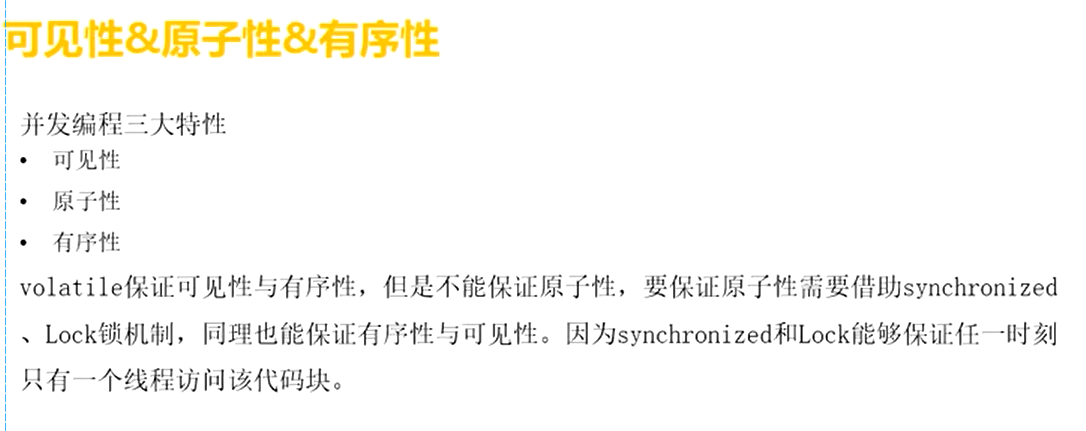 可见性&原子性&有序性
并发编程三大特性
• 可见性
• 原子性
• 有序性
volatile保证可见性与有序性，但是不能保证原子性，要保证原子性需要借助synchronized
、Lock锁机制，同理也能保证有序性与可见性。因为synchronized和Lock能够保证任一时刻
只有一个线程访问该代码块。